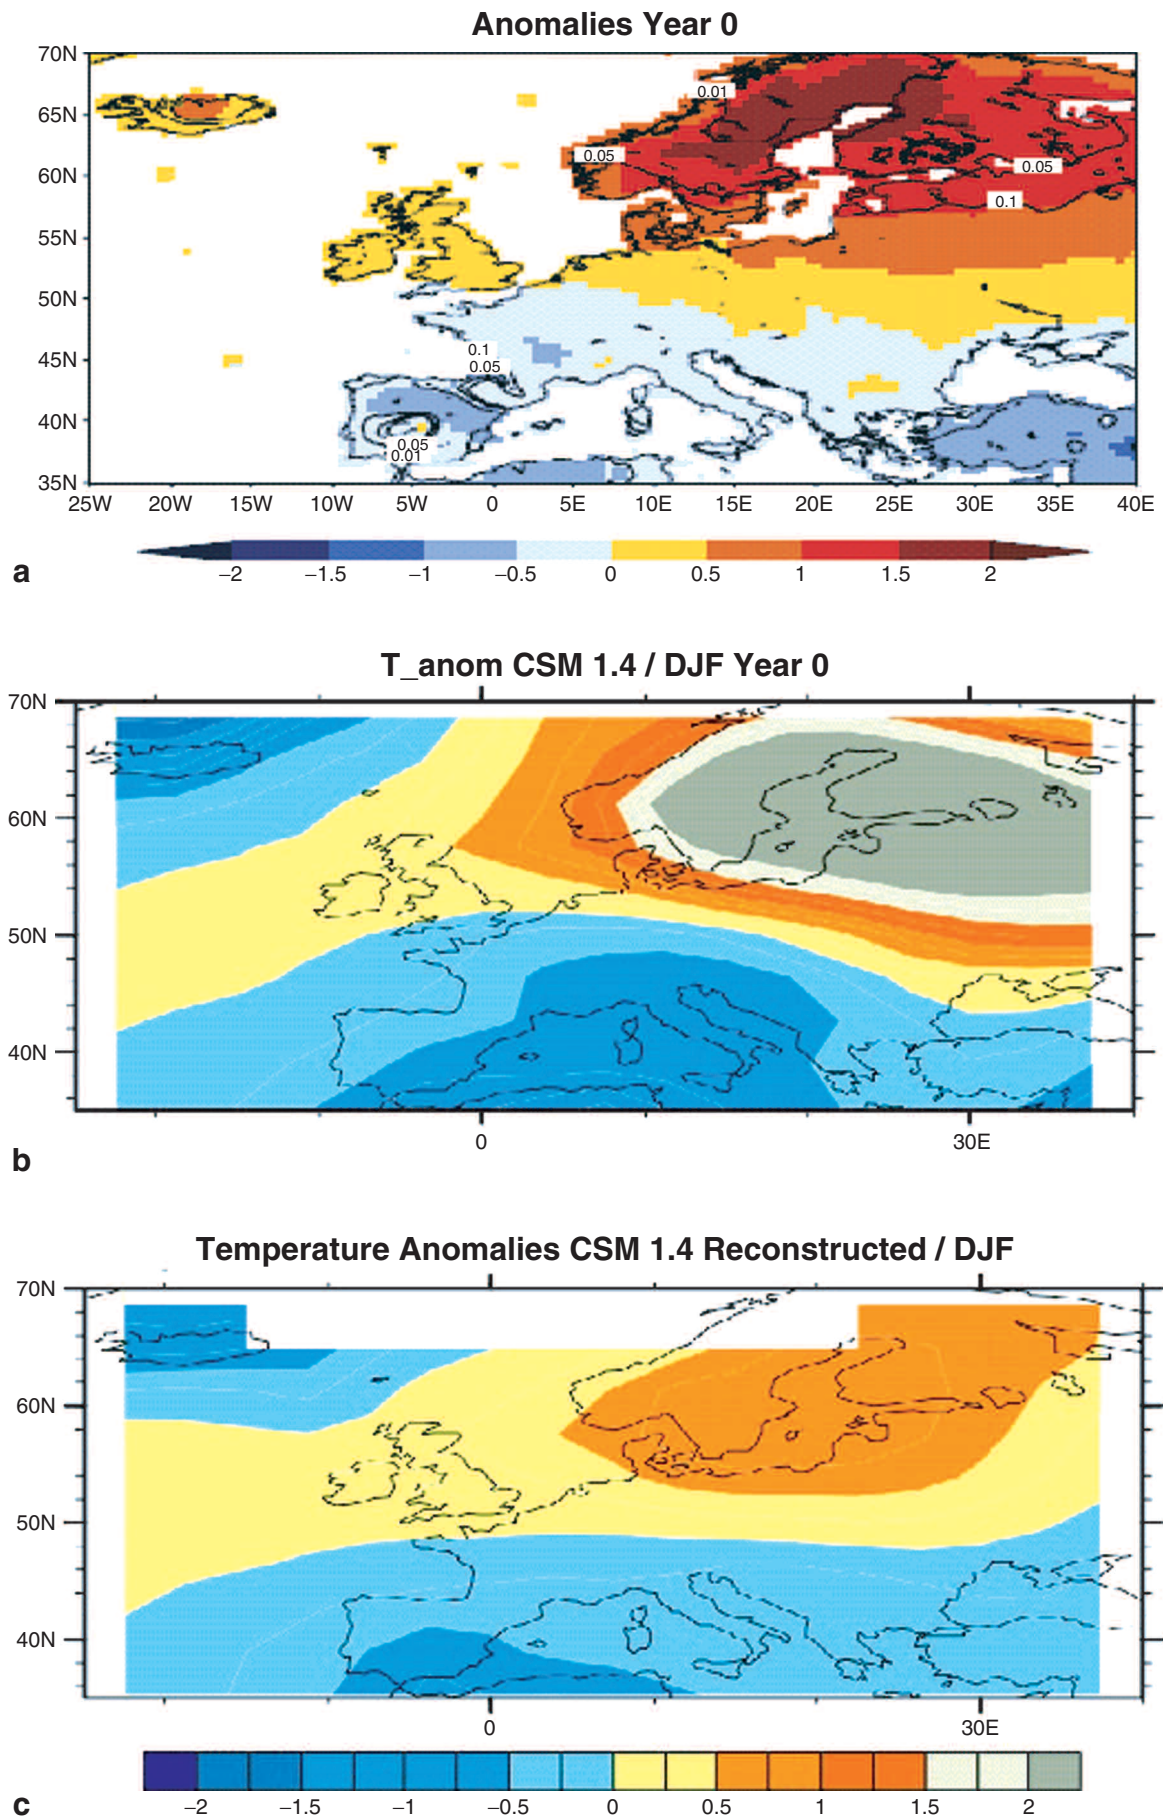 Anomalies Year 0
70N
65N
60N
55N
50N
45N
40N
35N
0.01
0.05
0.05
0.1
0.1
0.05
0.05
0.01
25W 20W 15W 10W 5W 0 5E 10E 15E 20E 25E 30E 35E 40E
−2 −1.5 −1 −0.5 0 0.5 1 1.5 2
a
T_anom CSM 1.4 / DJF Year 0
70N
60N
50N
40N
0 30E
b
Temperature Anomalies CSM 1.4 Reconstructed / DJF
70N
60N
50N
40N
0 30E
−2 −1.5 −1 −0.5 0 0.5 1 1.5 2
c